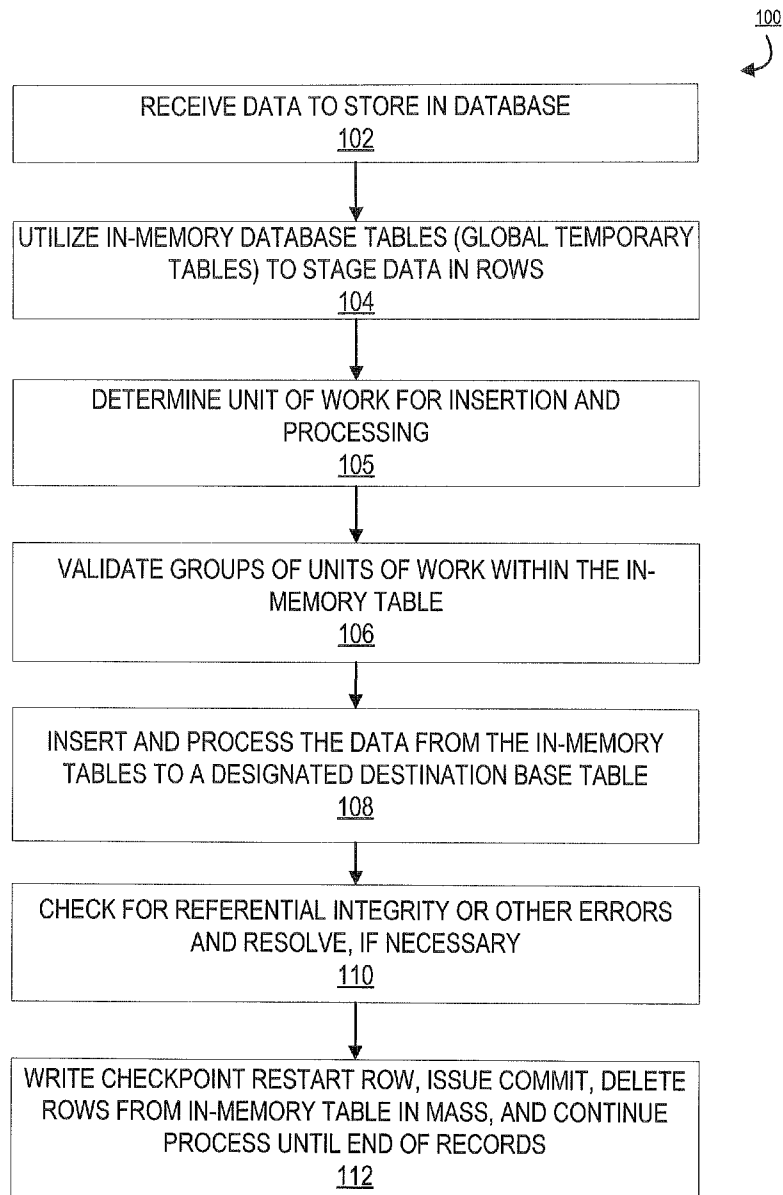 100
RECEIVE DATA TO STORE IN DATABASE
102
UTILIZE IN-MEMORY DATABASE TABLES (GLOBAL TEMPORARY
TABLES) TO STAGE DATA IN ROWS
104
DETERMINE UNIT OF WORK FOR INSERTION AND
PROCESSING
105
VALIDATE GROUPS OF UNITS OF WORK WITHIN THE IN-
MEMORY TABLE
106
INSERT AND PROCESS THE DATA FROM THE IN-MEMORY
TABLES TO A DESIGNATED DESTINATION BASE TABLE
108
CHECK FOR REFERENTIAL INTEGRITY OR OTHER ERRORS
AND RESOLVE, IF NECESSARY
110
WRITE CHECKPOINT RESTART ROW, ISSUE COMMIT, DELETE
ROWS FROM IN-MEMORY TABLE IN MASS, AND CONTINUE
PROCESS UNTIL END OF RECORDS
112